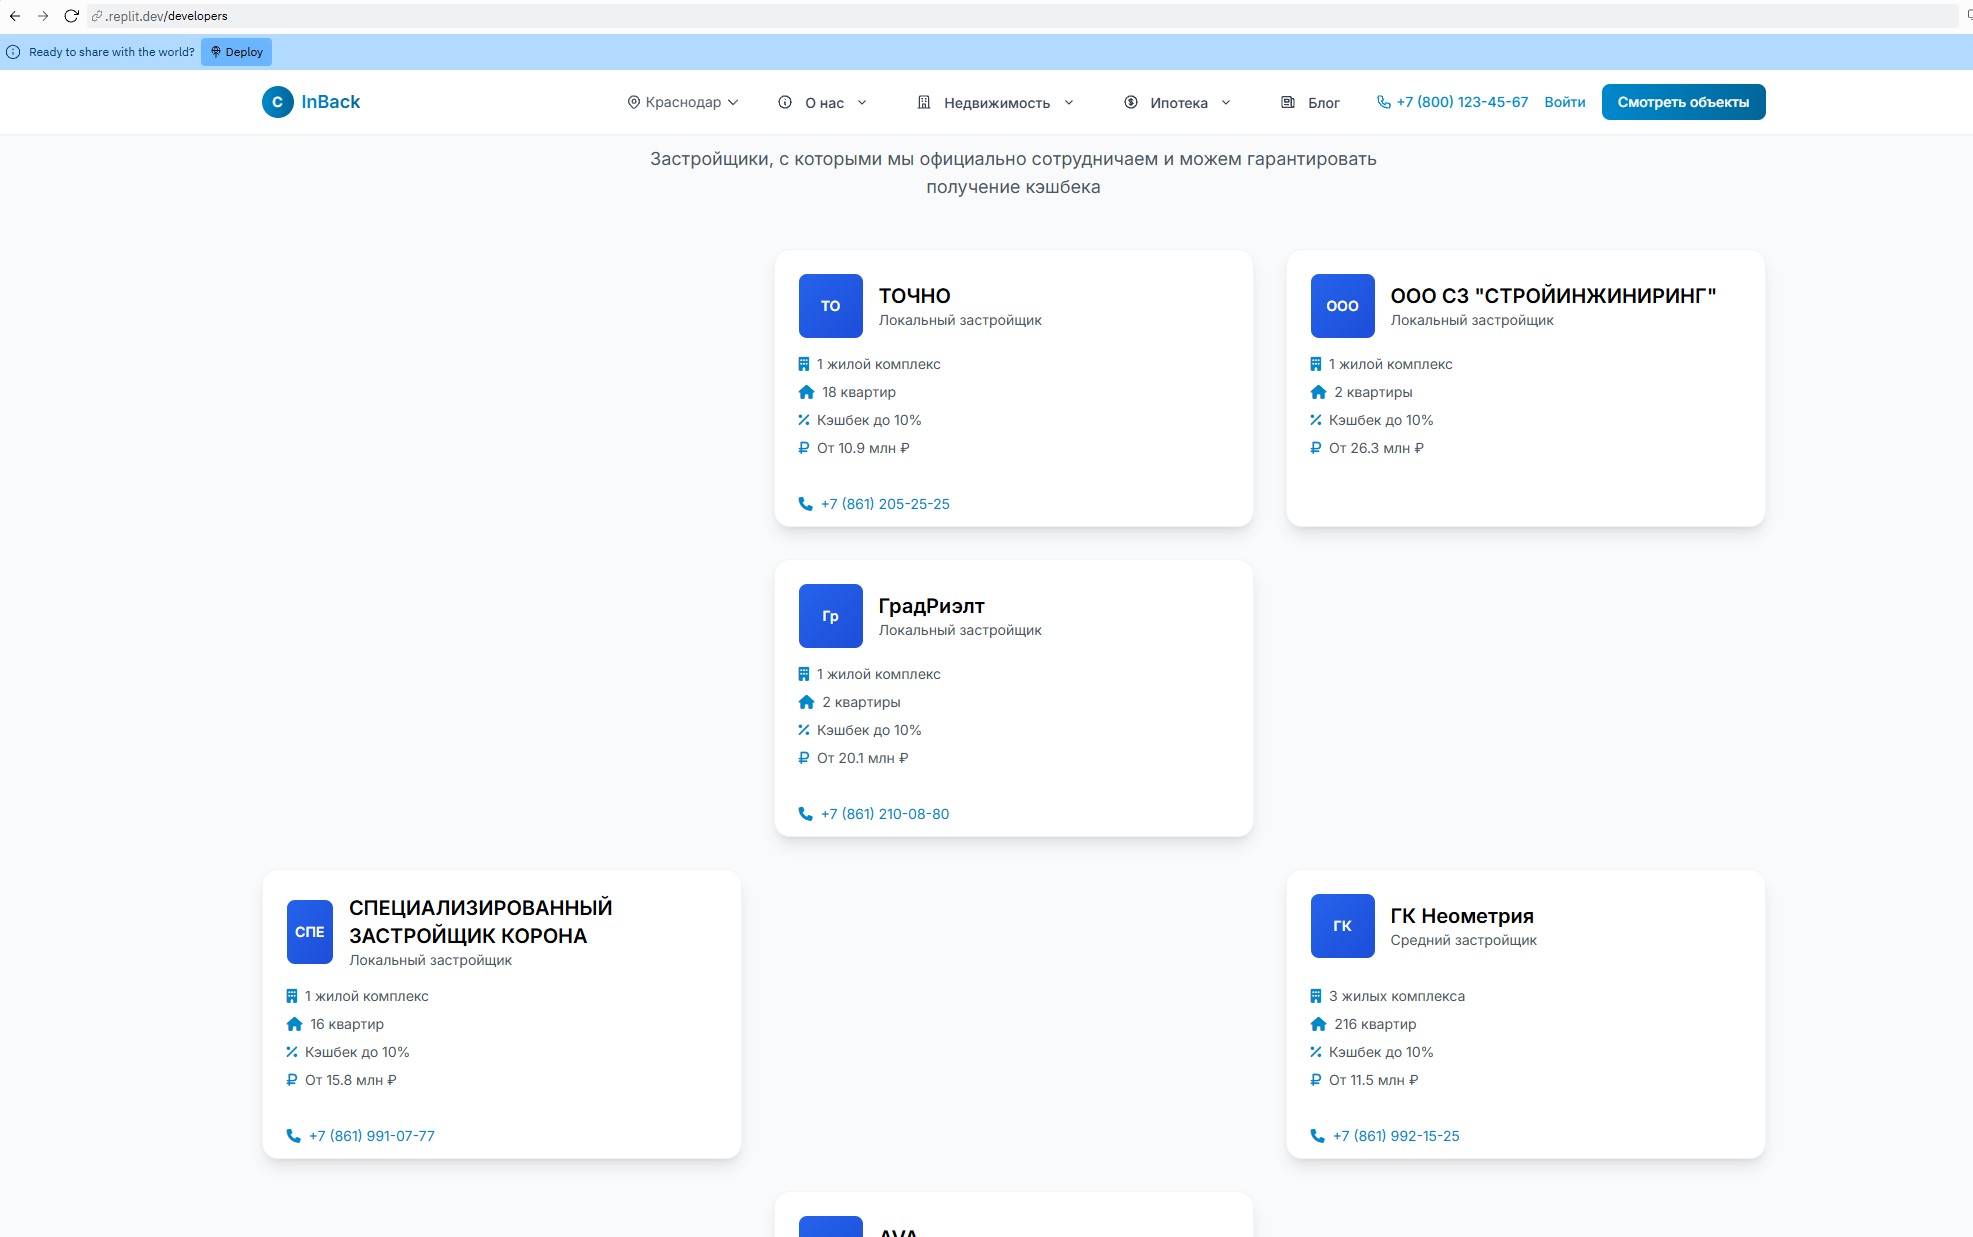 .replit.dev/developers
Ready to share with the world? Deploy
C InBack
Краснодар
О нас
Недвижимость
Ипотека
Блог
+7 (800) 123-45-67
Войти
Смотреть объекты
Застройщики, с которыми мы официально сотрудничаем и можем гарантировать
получение кэшбека
ТО
ТОЧНО
Локальный застройщик
1 жилой комплекс
18 квартир
Кэшбек до 10%
От 10.9 млн ₽
+7 (861) 205-25-25
ООО
ООО СЗ "СТРОЙИНЖИНИРИНГ"
Локальный застройщик
1 жилой комплекс
2 квартиры
Кэшбек до 10%
От 26.3 млн ₽
Гр
ГрадРиэлт
Локальный застройщик
1 жилой комплекс
2 квартиры
Кэшбек до 10%
От 20.1 млн ₽
+7 (861) 210-08-80
СПЕ
СПЕЦИАЛИЗИРОВАННЫЙ
ЗАСТРОЙЩИК КОРОНА
Локальный застройщик
1 жилой комплекс
16 квартир
Кэшбек до 10%
От 15.8 млн ₽
+7 (861) 991-07-77
ГК
ГК Неометрия
Средний застройщик
3 жилых комплекса
216 квартир
Кэшбек до 10%
От 11.5 млн ₽
+7 (861) 992-15-25
AVA